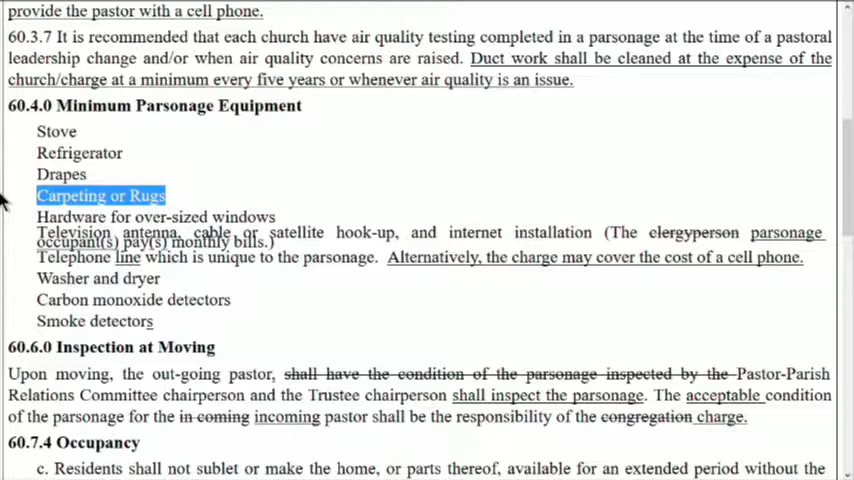 provide the pastor with a cell phone.
60.3.7 It is recommended that each church have air quality testing completed in a parsonage at the time of a pastoral
leadership change and/or when air quality concerns are raised. Duct work shall be cleaned at the expense of the
church/charge at a minimum every five years or whenever air quality is an issue.
60.4.0 Minimum Parsonage Equipment
Stove
Refrigerator
Drapes
Carpeting or Rugs
Hardware for over-sized windows
Television antenna, cable or satellite hook-up, and internet installation (The clergyperson parsonage
occupant(s) pay(s) monthly bills.)
Telephone line which is unique to the parsonage. Alternatively, the charge may cover the cost of a cell phone.
Washer and dryer
Carbon monoxide detectors
Smoke detectors
60.6.0 Inspection at Moving
Upon moving, the out-going pastor, shall have the condition of the parsonage inspected by the Pastor-Parish
Relations Committee chairperson and the Trustee chairperson shall inspect the parsonage. The acceptable condition
of the parsonage for the in coming incoming pastor shall be the responsibility of the congregation charge.
60.7.4 Occupancy
c. Residents shall not sublet or make the home, or parts thereof, available for an extended period without the